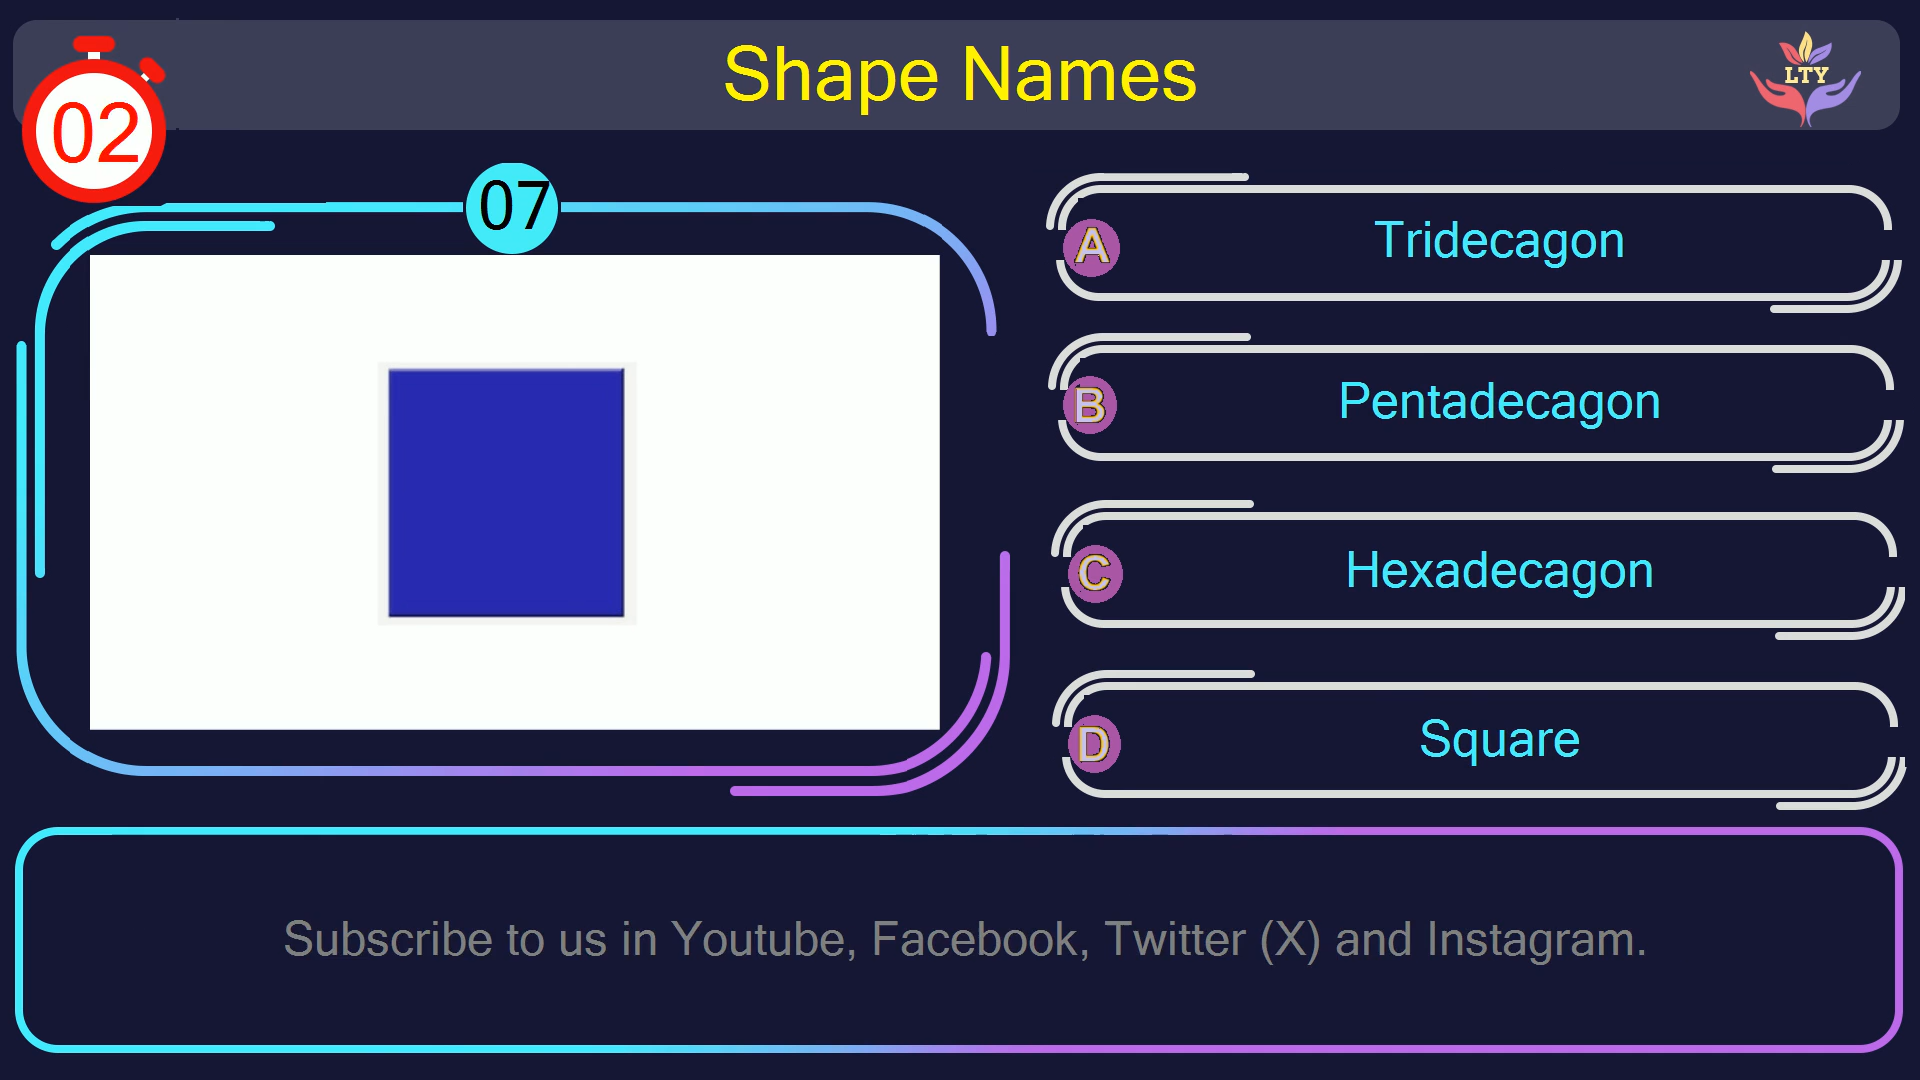 Shape Names
LTY
02
07
A Tridecagon
B Pentadecagon
C Hexadecagon
D Square
Subscribe to us in Youtube, Facebook, Twitter (X) and Instagram.